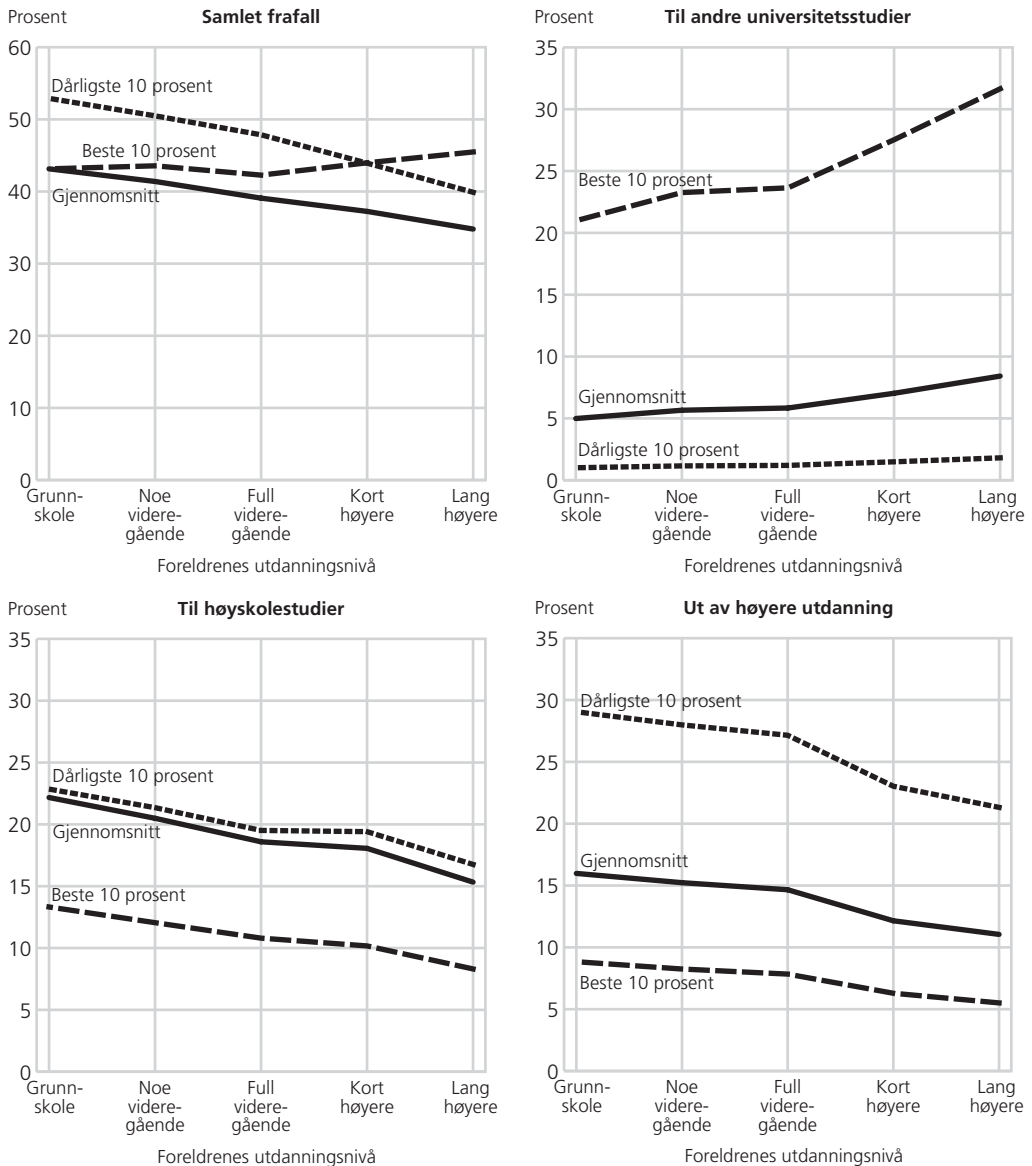 Prosent
Samlet frafall
60
50
40
30
20
10
0
Dårligste 10 prosent
Beste 10 prosent
Gjennomsnitt
Grunn-
skole
Noe
videre-
gående
Full
videre-
gående
Kort
høyere
Lang
høyere
Foreldrenes utdanningsnivå
Prosent
Til andre universitetsstudier
35
30
25
20
15
10
5
0
Beste 10 prosent
Gjennomsnitt
Dårligste 10 prosent
Grunn-
skole
Noe
videre-
gående
Full
videre-
gående
Kort
høyere
Lang
høyere
Foreldrenes utdanningsnivå
Prosent
Til høyskolestudier
35
30
25
20
15
10
5
0
Dårligste 10 prosent
Gjennomsnitt
Beste 10 prosent
Grunn-
skole
Noe
videre-
gående
Full
videre-
gående
Kort
høyere
Lang
høyere
Foreldrenes utdanningsnivå
Prosent
Ut av høyere utdanning
35
30
25
20
15
10
5
0
Dårligste 10 prosent
Gjennomsnitt
Beste 10 prosent
Grunn-
skole
Noe
videre-
gående
Full
videre-
gående
Kort
høyere
Lang
høyere
Foreldrenes utdanningsnivå